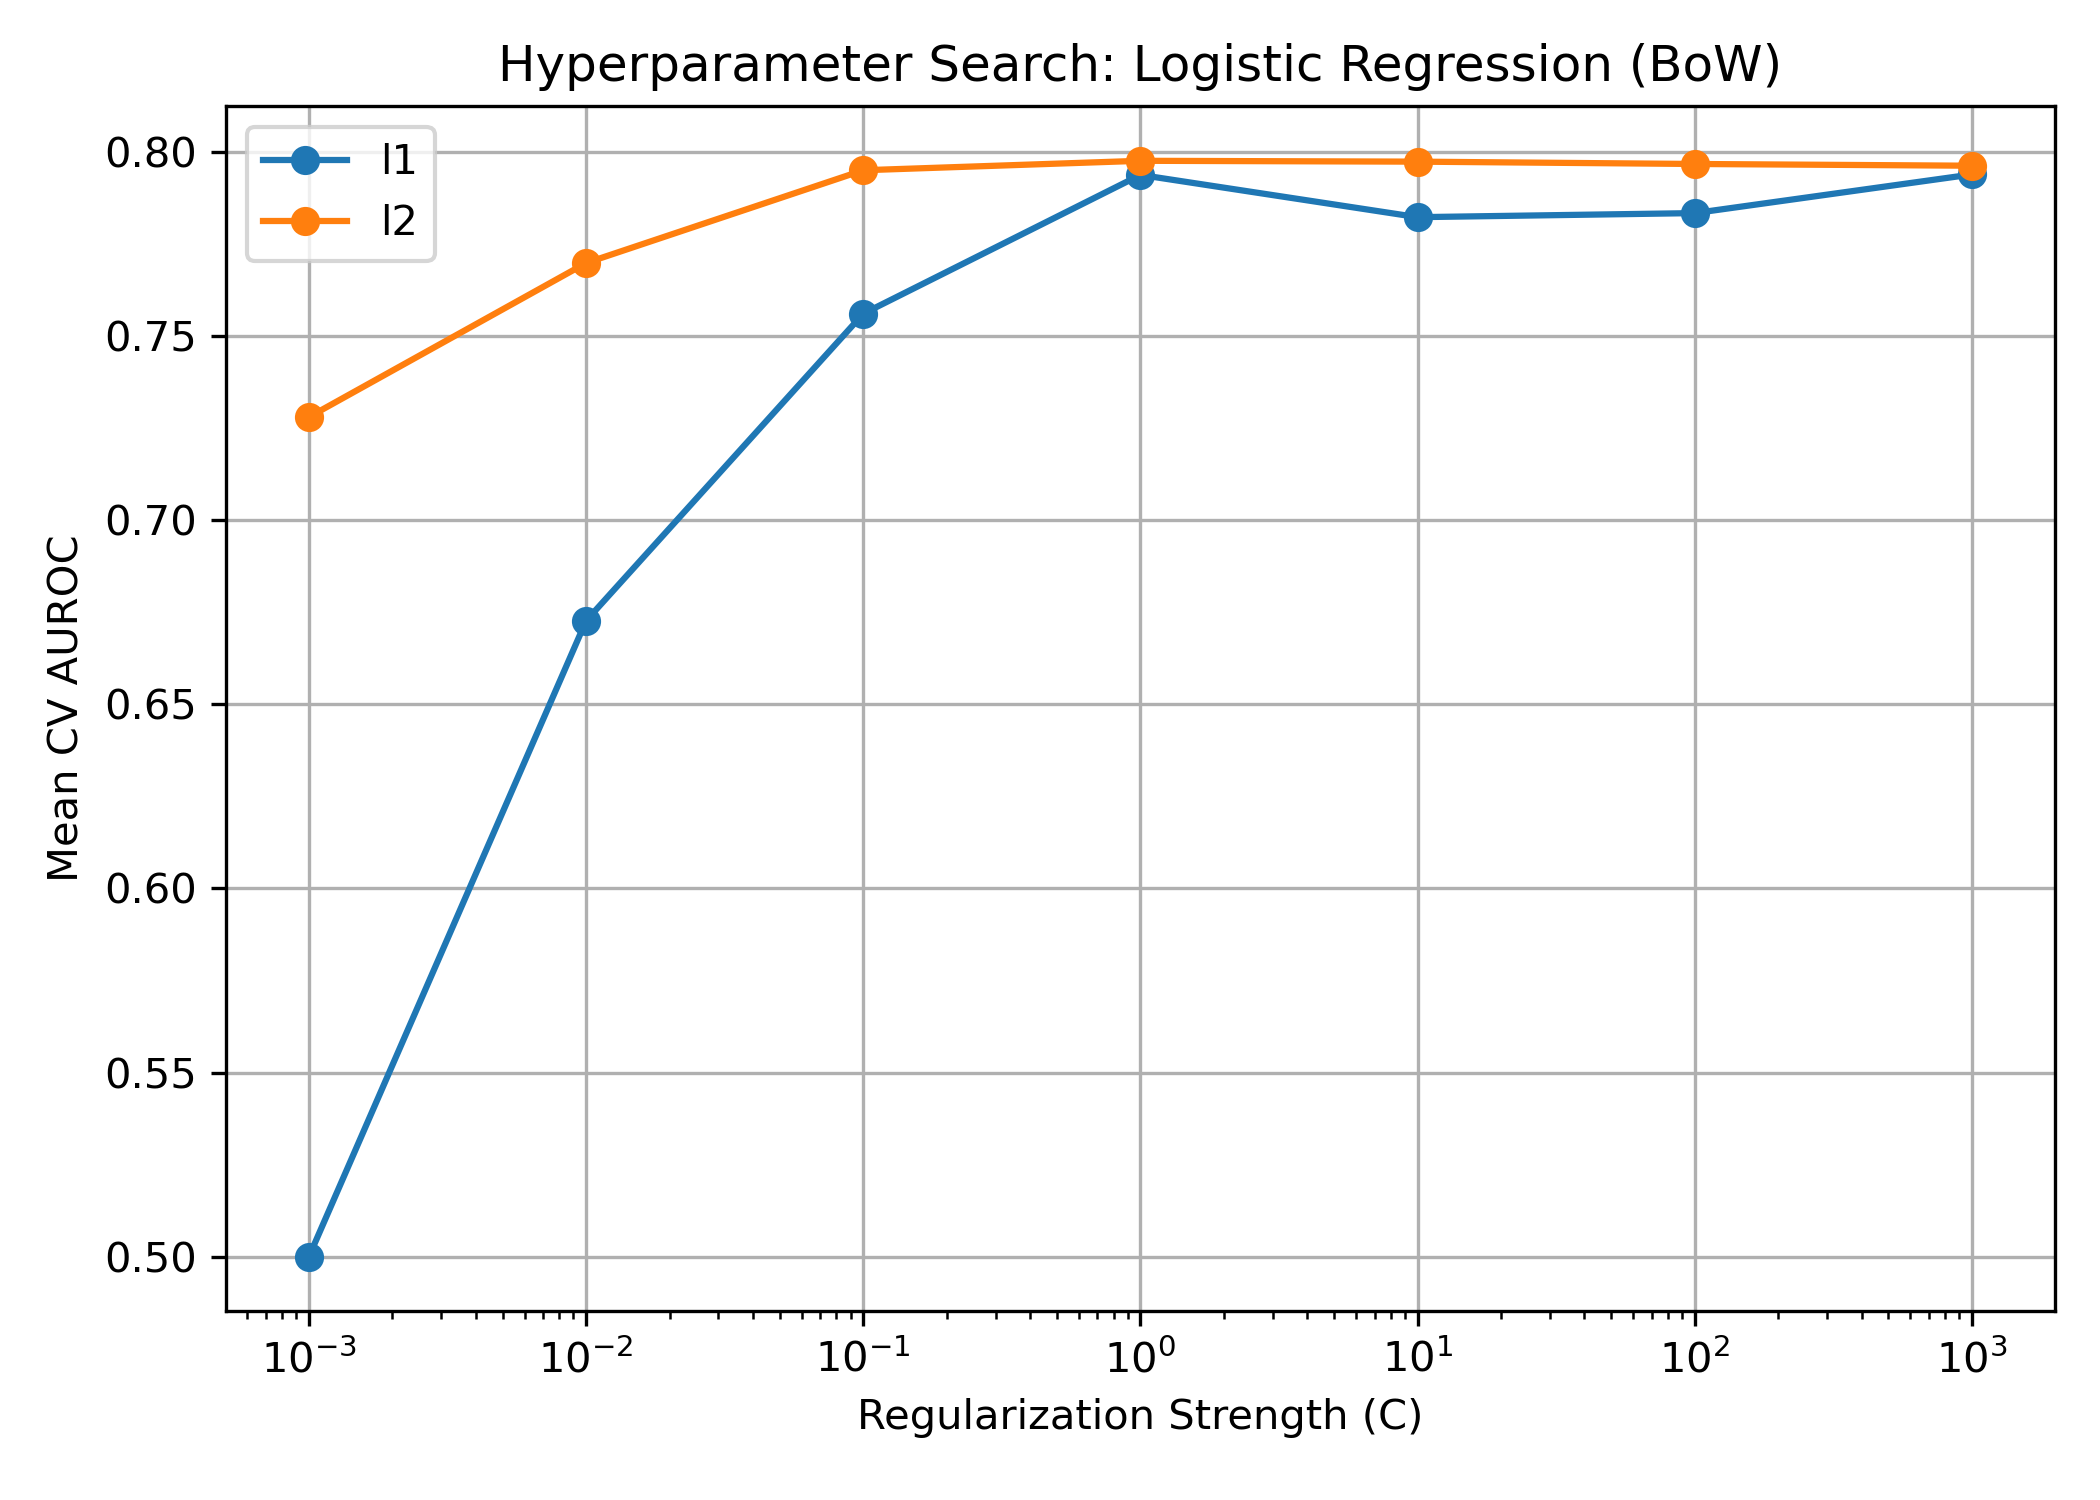 Hyperparameter Search: Logistic Regression (BoW)
l1
l2
Mean CV AUROC
0.80
0.75
0.70
0.65
0.60
0.55
0.50
10⁻³ 10⁻² 10⁻¹ 10⁰ 10¹ 10² 10³
Regularization Strength (C)